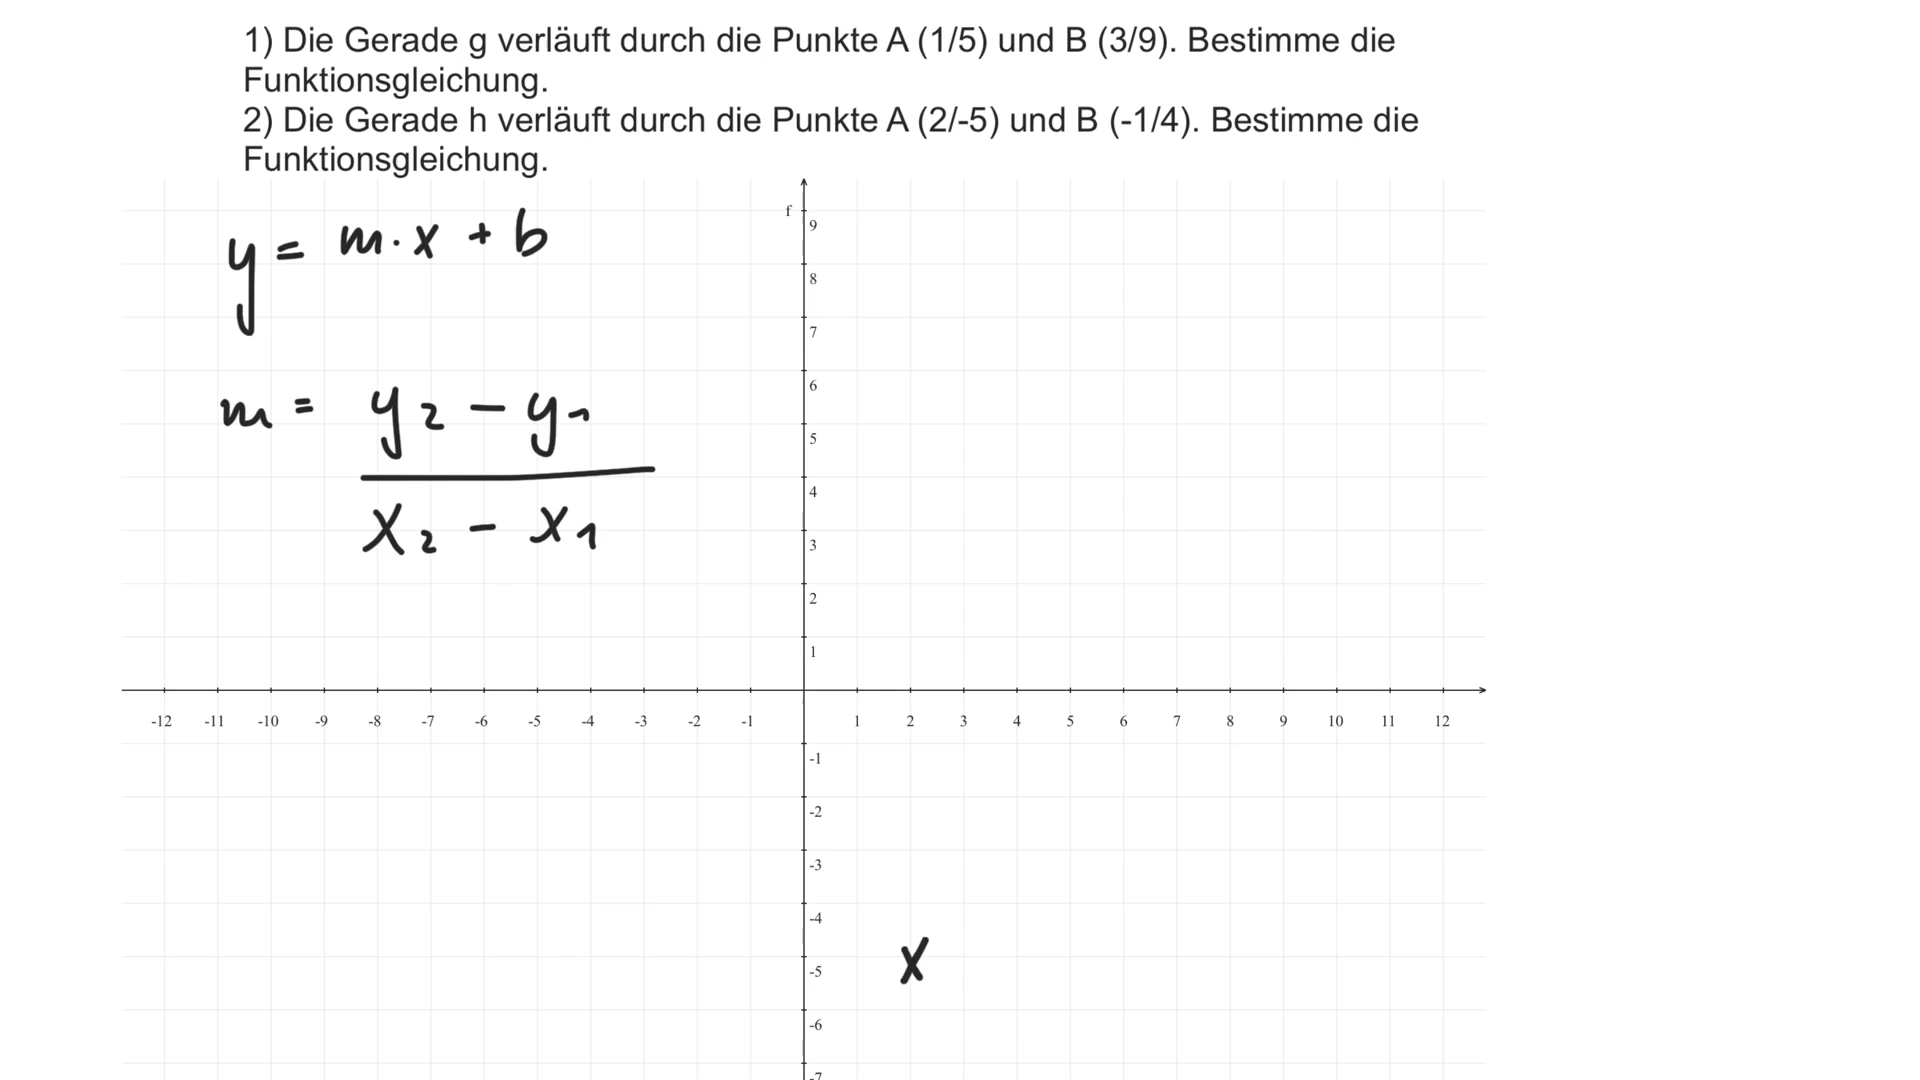 1) Die Gerade g verläuft durch die Punkte A (1/5) und B (3/9). Bestimme die
Funktionsgleichung.
2) Die Gerade h verläuft durch die Punkte A (2/-5) und B (-1/4). Bestimme die
Funktionsgleichung.
f
y = m·x + b
9
8
7
6
m = y₂ - y₁
5
4
x₂ - x₁
3
2
1
-12 -11 -10 -9 -8 -7 -6 -5 -4 -3 -2 -1 1 2 3 4 5 6 7 8 9 10 11 12
-1
-2
-3
-4
x
-5
-6
-7